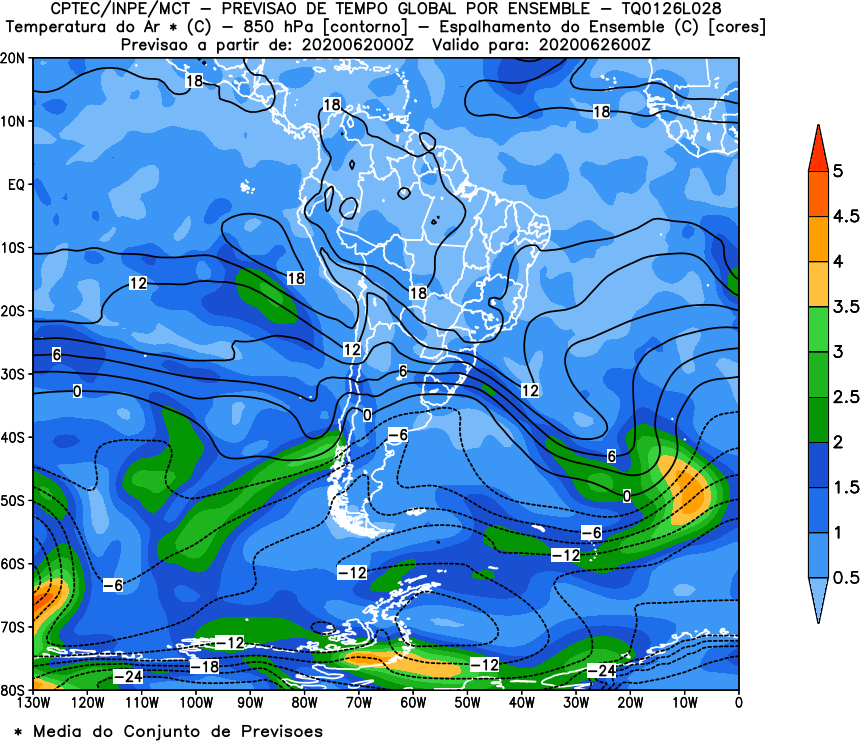 CPTEC/INPE/MCT – PREVISAO DE TEMPO GLOBAL POR ENSEMBLE – TQ0126L028
Temperatura do Ar * (C) – 850 hPa [contorno] – Espalhamento do Ensemble (C) [cores]
Previsao a partir de: 2020062000Z Valido para: 2020062600Z
20N
18
18
18
10N
EQ
10S
18
18
12
20S
12
6
6
12
30S
0
0
–6
40S
6
0
50S
–6
–12
–12
–6
60S
70S
–12
–18
–12
–24
–24
80S
130W 120W 110W 100W 90W 80W 70W 60W 50W 40W 30W 20W 10W 0
5
4.5
4
3.5
3
2.5
2
1.5
1
0.5
* Media do Conjunto de Previsoes